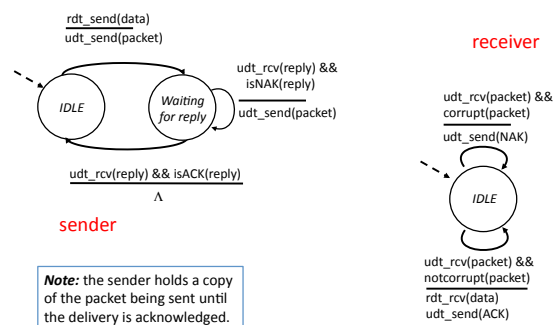 rdt_send(data)
udt_send(packet)
IDLE
Waiting
for reply
udt_rcv(reply) &&
isNAK(reply)
udt_send(packet)
udt_rcv(reply) && isACK(reply)
Λ
sender
Note: the sender holds a copy
of the packet being sent until
the delivery is acknowledged.
receiver
udt_rcv(packet) &&
corrupt(packet)
udt_send(NAK)
IDLE
udt_rcv(packet) &&
notcorrupt(packet)
rdt_rcv(data)
udt_send(ACK)